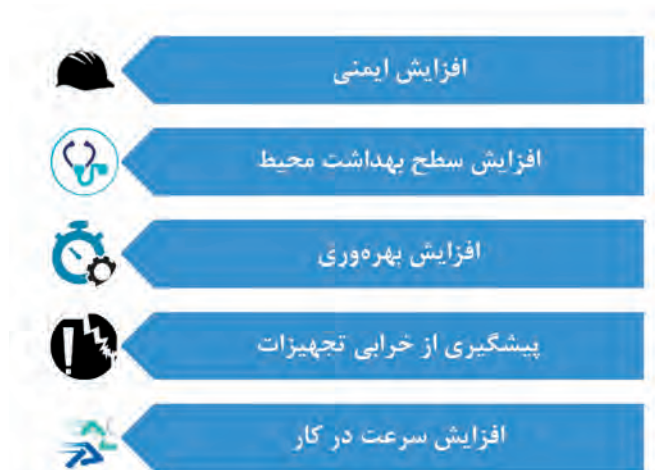 افزایش ایمنی
افزایش سطح بهداشت محیط
افزایش بهره‌وری
پیشگیری از خرابی تجهیزات
افزایش سرعت در کار